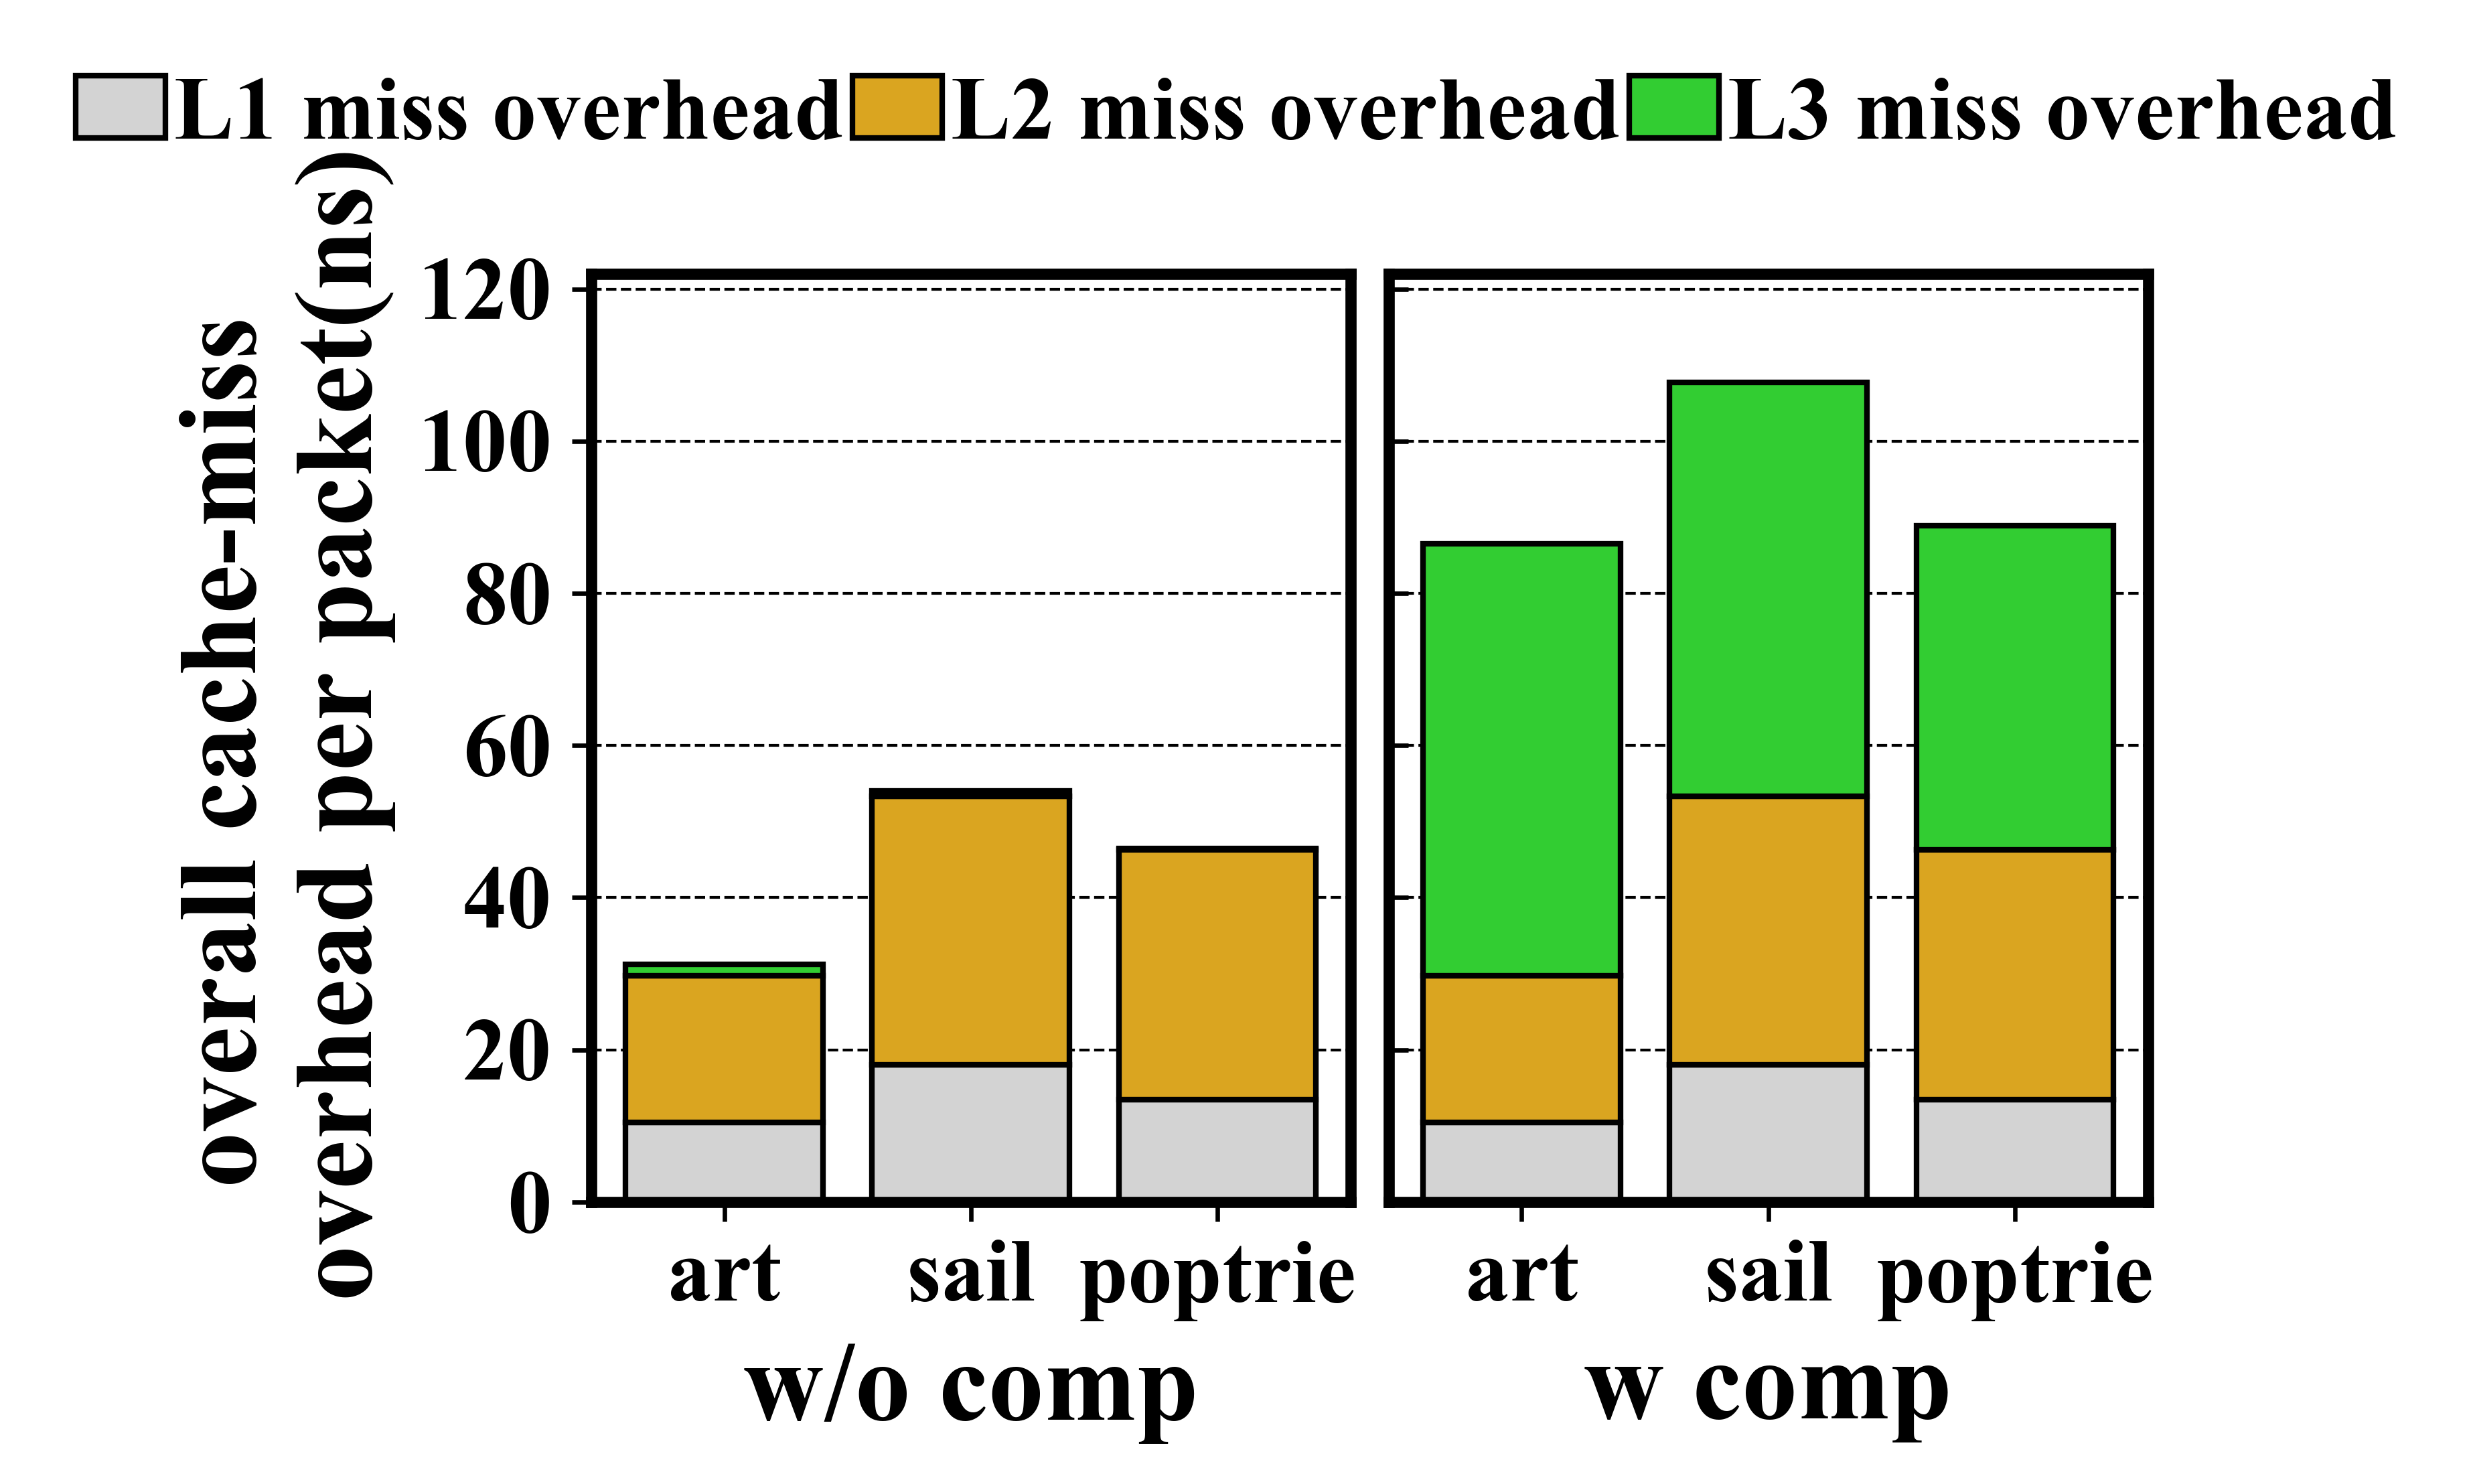 L1 miss overhead L2 miss overhead L3 miss overhead
overall cache-miss
overhead per packet(ns)
120
100
80
60
40
20
0
art sail poptrie art sail poptrie
w/o comp w comp